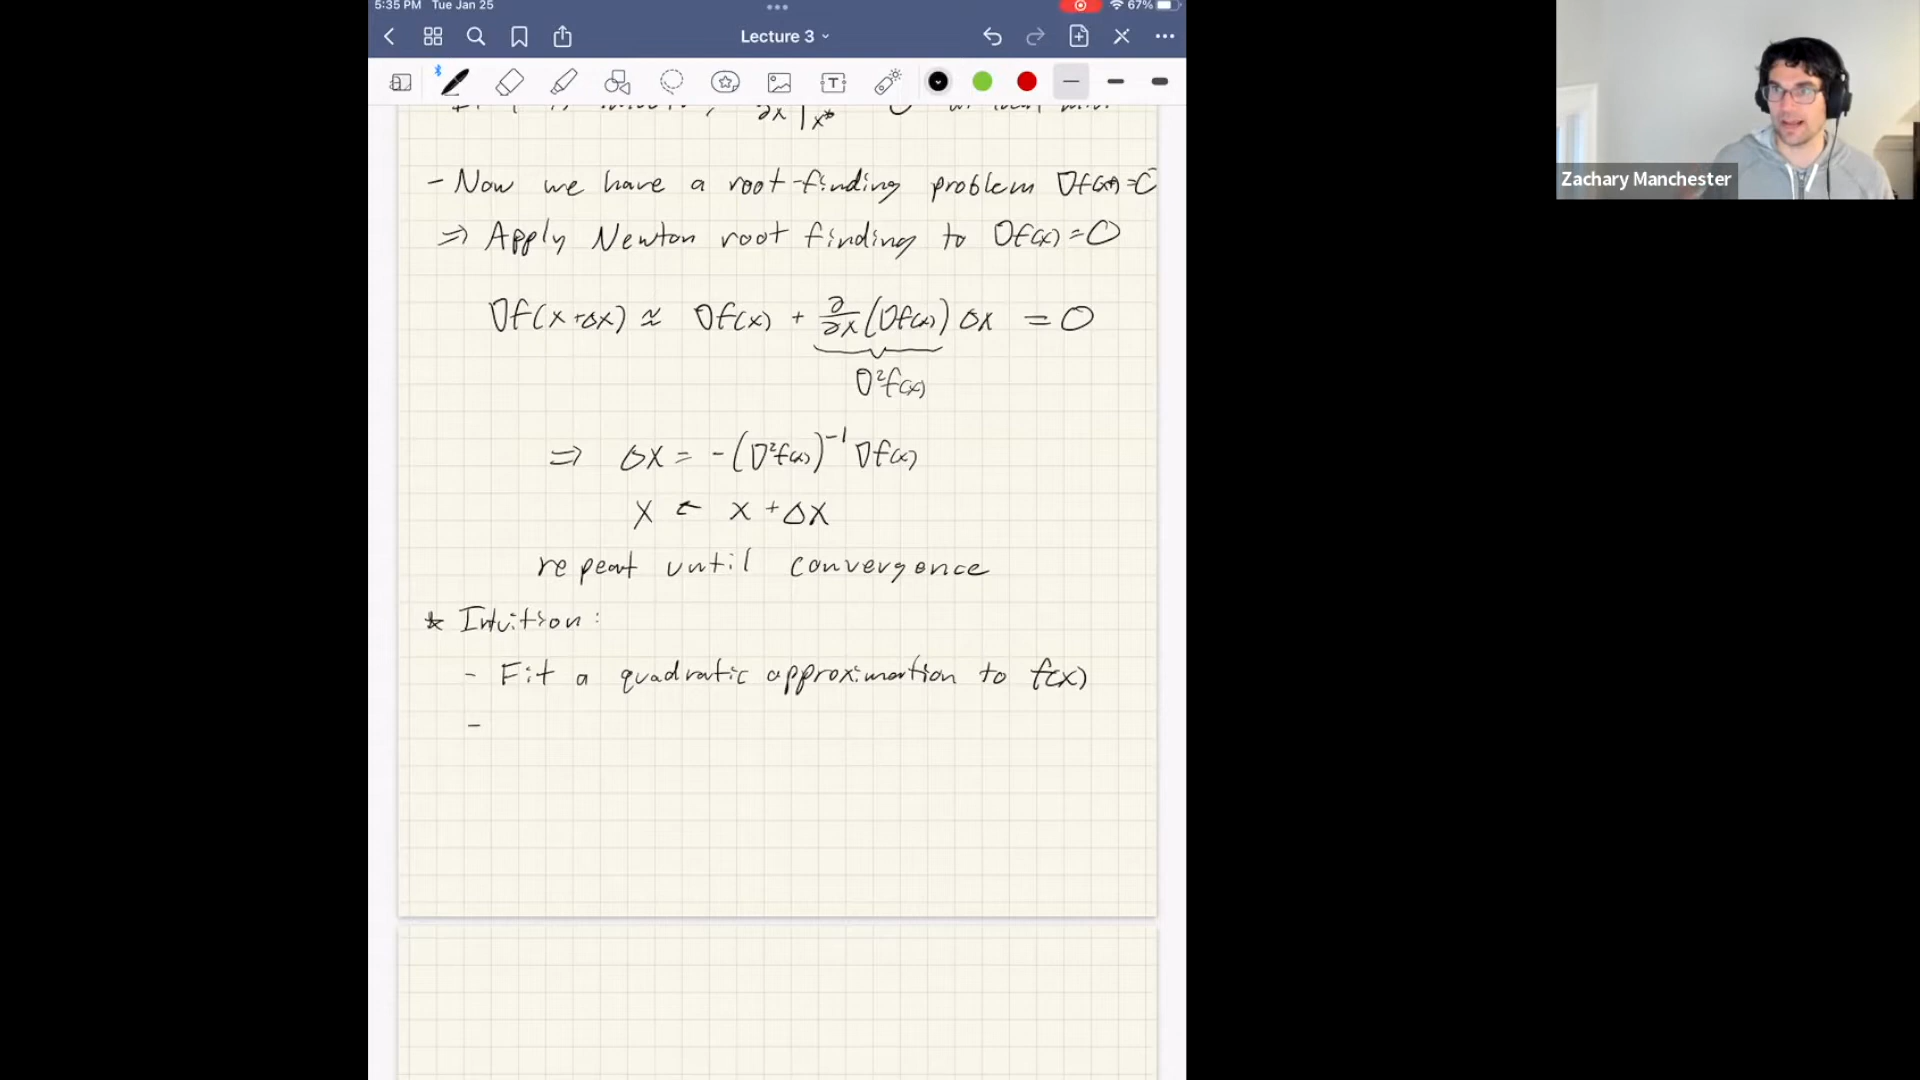 5:35 PM Tue Jan 25
67%
Lecture 3
∂x | x*
- Now we have a root-finding problem ∇f(x)=0
⇒ Apply Newton root finding to ∇f(x)=0
∇f(x+Δx) ≈ ∇f(x) + ∂/∂x(∇f(x)) Δx = 0
∇²f(x)
⇒ Δx = -(∇²f(x))⁻¹ ∇f(x)
x ← x + Δx
repeat until convergence
* Intuition:
- Fit a quadratic approximation to f(x)
-
Zachary Manchester